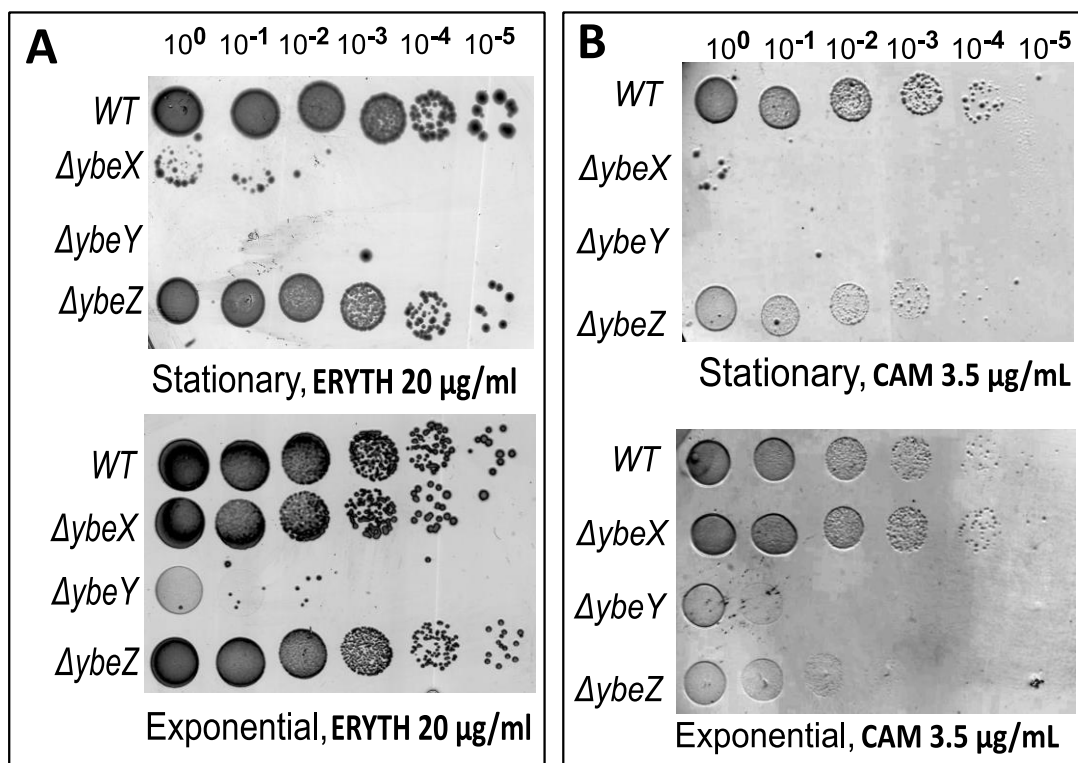 A
10⁰ 10⁻¹ 10⁻² 10⁻³ 10⁻⁴ 10⁻⁵
WT
ΔybeX
ΔybeY
ΔybeZ
Stationary, ERYTH 20 µg/ml
WT
ΔybeX
ΔybeY
ΔybeZ
Exponential, ERYTH 20 µg/ml
B
10⁰ 10⁻¹ 10⁻² 10⁻³ 10⁻⁴ 10⁻⁵
WT
ΔybeX
ΔybeY
ΔybeZ
Stationary, CAM 3.5 µg/mL
WT
ΔybeX
ΔybeY
ΔybeZ
Exponential, CAM 3.5 µg/mL